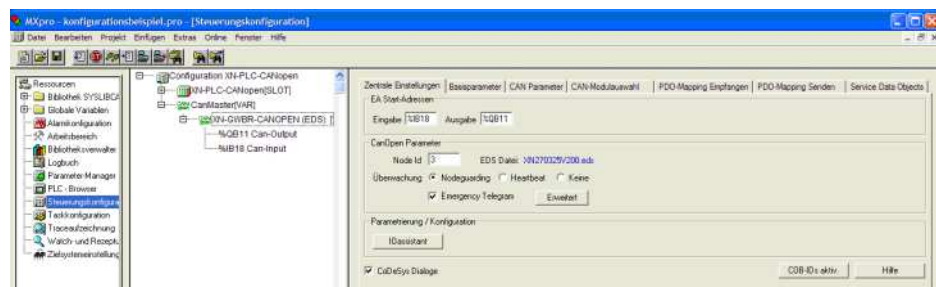 MXpro - konfigurationsbeispiel.pro - [Steuerungskonfiguration]
Datei Bearbeiten Projekt Einfügen Extras Online Fenster Hilfe
Ressourcen
Bibliothek SYSLIBCA
Globale Variablen
Alarmkonfiguration
Arbeitsbereich
Bibliotheksverwalter
Logbuch
Parameter-Manager
PLC - Browser
Steuerungskonfigura
Taskkonfiguration
Traceaufzeichnung
Watch- und Rezeptu
Zielsystemeinstellung
Configuration XN-PLC-CANopen
XN-PLC-CANopen[SLOT]
CanMaster[VAR]
XN-GWBR-CANOPEN (EDS) [
%QB11 Can-Output
%IB18 Can-Input
Zentrale Einstellungen Basisparameter CAN Parameter CAN-Modulauswahl PDO-Mapping Empfangen PDO-Mapping Senden Service Data Objects
EA Start-Adressen
Eingabe %IB18 Ausgabe %QB11
CanOpen Parameter
Node Id 3 EDS Datei: XN270325V200.eds
Überwachung Nodeguarding Heartbeat Keine
Emergency Telegram Erweitert
Parametrierung / Konfiguration
IDassistant
CoDeSys Dialoge COB-IDs aktiv Hilfe